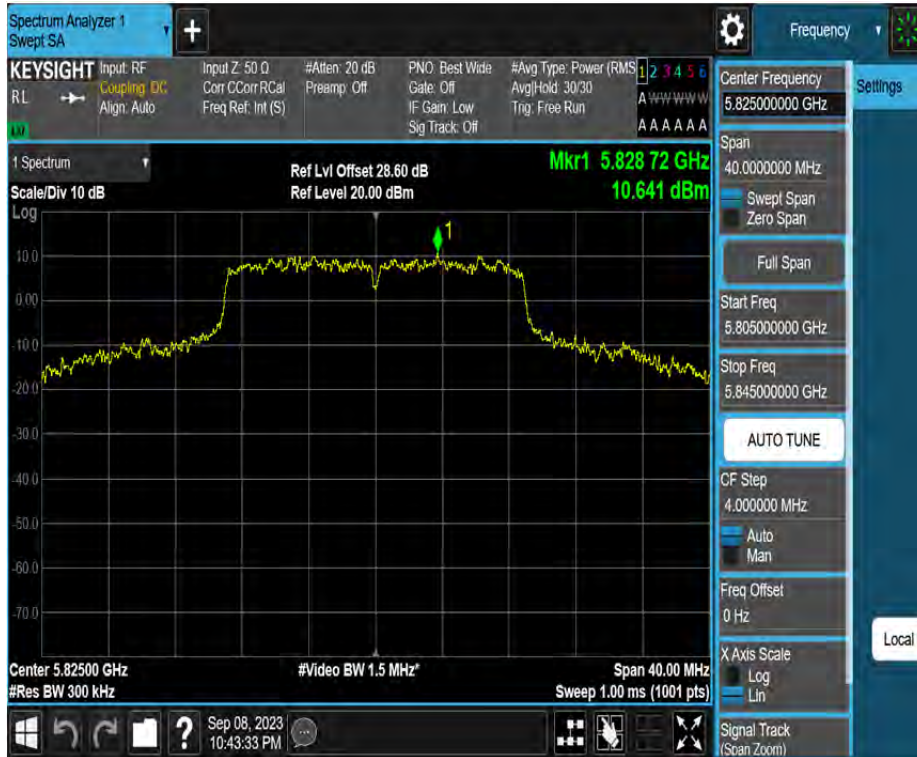 Spectrum Analyzer 1
Swept SA
Frequency
KEYSIGHT
RL
Input: RF
Coupling: DC
Align: Auto
Input Z: 50 Ω
Corr CCorr RCal
Freq Ref: Int (S)
#Atten: 20 dB
Preamp: Off
PNO: Best Wide
Gate: Off
IF Gain: Low
Sig Track: Off
#Avg Type: Power (RMS
Avg|Hold: 30/30
Trig: Free Run
1 2 3 4 5 6
A W W W W W
A A A A A A
1 Spectrum
Scale/Div 10 dB
Log
Ref Lvl Offset 28.60 dB
Ref Level 20.00 dBm
Mkr1 5.828 72 GHz
10.641 dBm
1
10.0
0.00
-10.0
-20.0
-30.0
-40.0
-50.0
-70.0
Center 5.82500 GHz
#Res BW 300 kHz
#Video BW 1.5 MHz*
Span 40.00 MHz
Sweep 1.00 ms (1001 pts)
?
Sep 08, 2023
10:43:33 PM
Center Frequency
5.825000000 GHz
Span
40.0000000 MHz
Swept Span
Zero Span
Full Span
Start Freq
5.805000000 GHz
Stop Freq
5.845000000 GHz
AUTO TUNE
CF Step
4.000000 MHz
Auto
Man
Freq Offset
0 Hz
X Axis Scale
Log
Lin
Signal Track
(Span Zoom)
Settings
Local